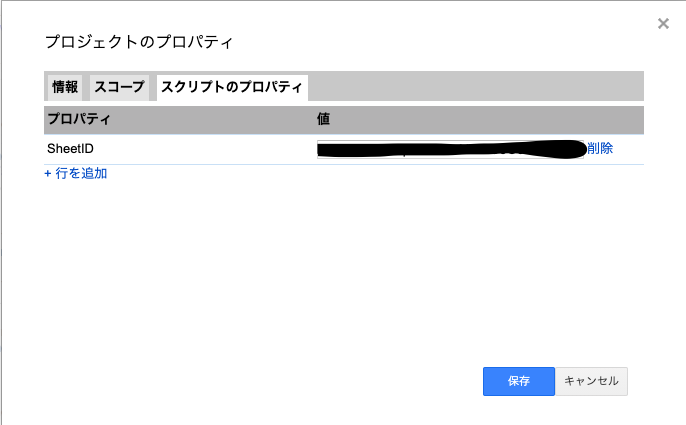 プロジェクトのプロパティ
情報 スコープ スクリプトのプロパティ
プロパティ 値
SheetID 削除
+ 行を追加
保存 キャンセル